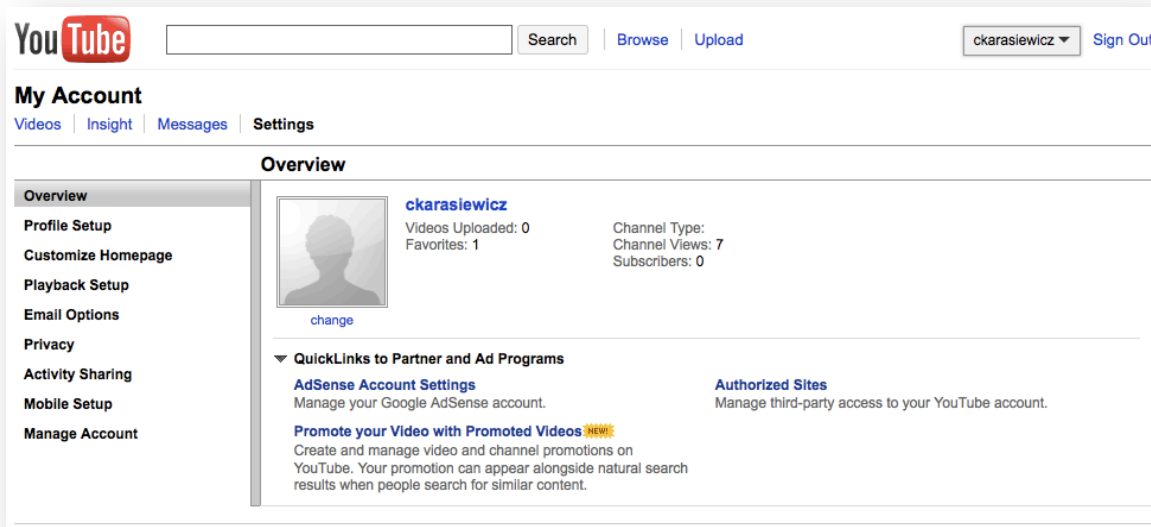 YouTube Search Browse Upload ckarasiewicz Sign Out
My Account
Videos Insight Messages Settings
Overview
Overview
Profile Setup
Customize Homepage
Playback Setup
Email Options
Privacy
Activity Sharing
Mobile Setup
Manage Account
ckarasiewicz
Videos Uploaded: 0
Favorites: 1
Channel Type:
Channel Views: 7
Subscribers: 0
change
QuickLinks to Partner and Ad Programs
AdSense Account Settings
Manage your Google AdSense account.
Promote your Video with Promoted Videos NEW!
Create and manage video and channel promotions on
YouTube. Your promotion can appear alongside natural search
results when people search for similar content.
Authorized Sites
Manage third-party access to your YouTube account.